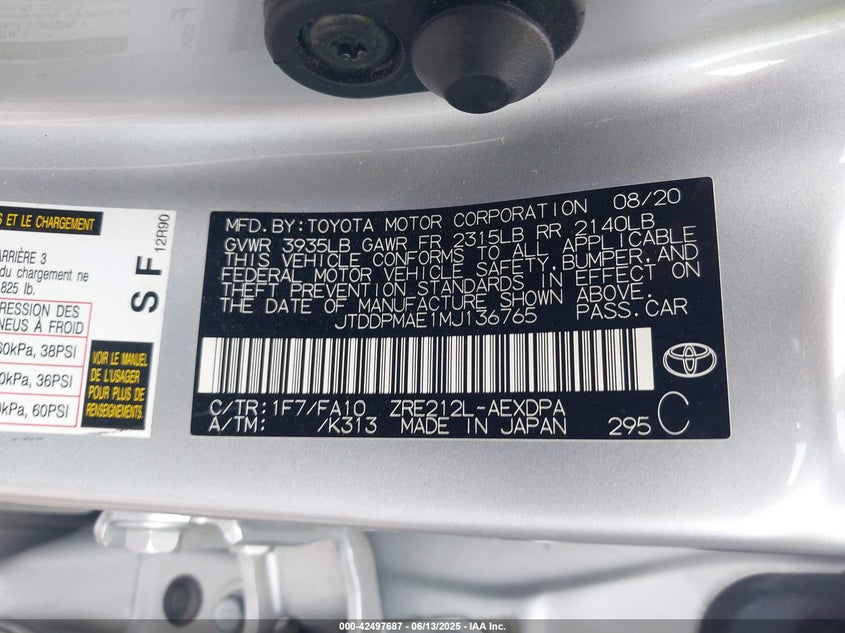 S ET LE CHARGEMENT
ARRIÈRE 3
du chargement ne
825 lb.
RESSION DES
NEUS À FROID
60kPa, 38PSI
0kPa, 36PSI
0kPa, 60PSI
VOIR LE MANUEL
DE L'USAGER
POUR PLUS DE
RENSEIGNEMENTS
S F
12R90
MFD.BY:TOYOTA MOTOR CORPORATION 08/20
GVWR 3935LB GAWR FR 2315LB RR 2140LB
THIS VEHICLE CONFORMS TO ALL APPLICABLE
FEDERAL MOTOR VEHICLE SAFETY,BUMPER,AND
THEFT PREVENTION STANDARDS IN EFFECT ON
THE DATE OF MANUFACTURE SHOWN ABOVE.
JTDDPMAE1MJ136765 PASS.CAR
C/TR:1F7/FA10 ZRE212L-AEXDPA
A/TM: /K313 MADE IN JAPAN 295 C
000-42497687 - 06/13/2025 - IAA Inc.